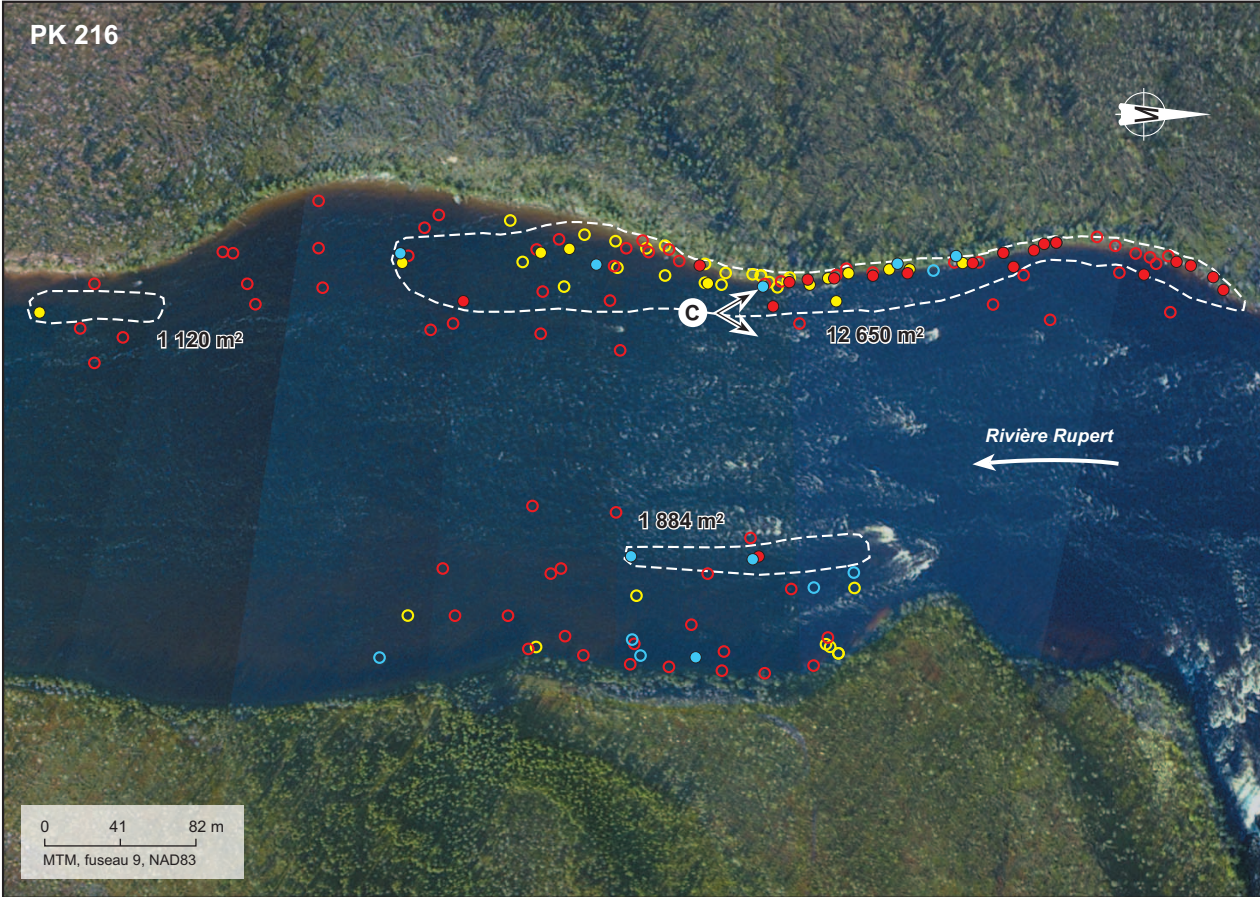 PK 216
N
C
1 120 m²
12 650 m²
Rivière Rupert
1 884 m²
0 41 82 m
MTM, fuseau 9, NAD83